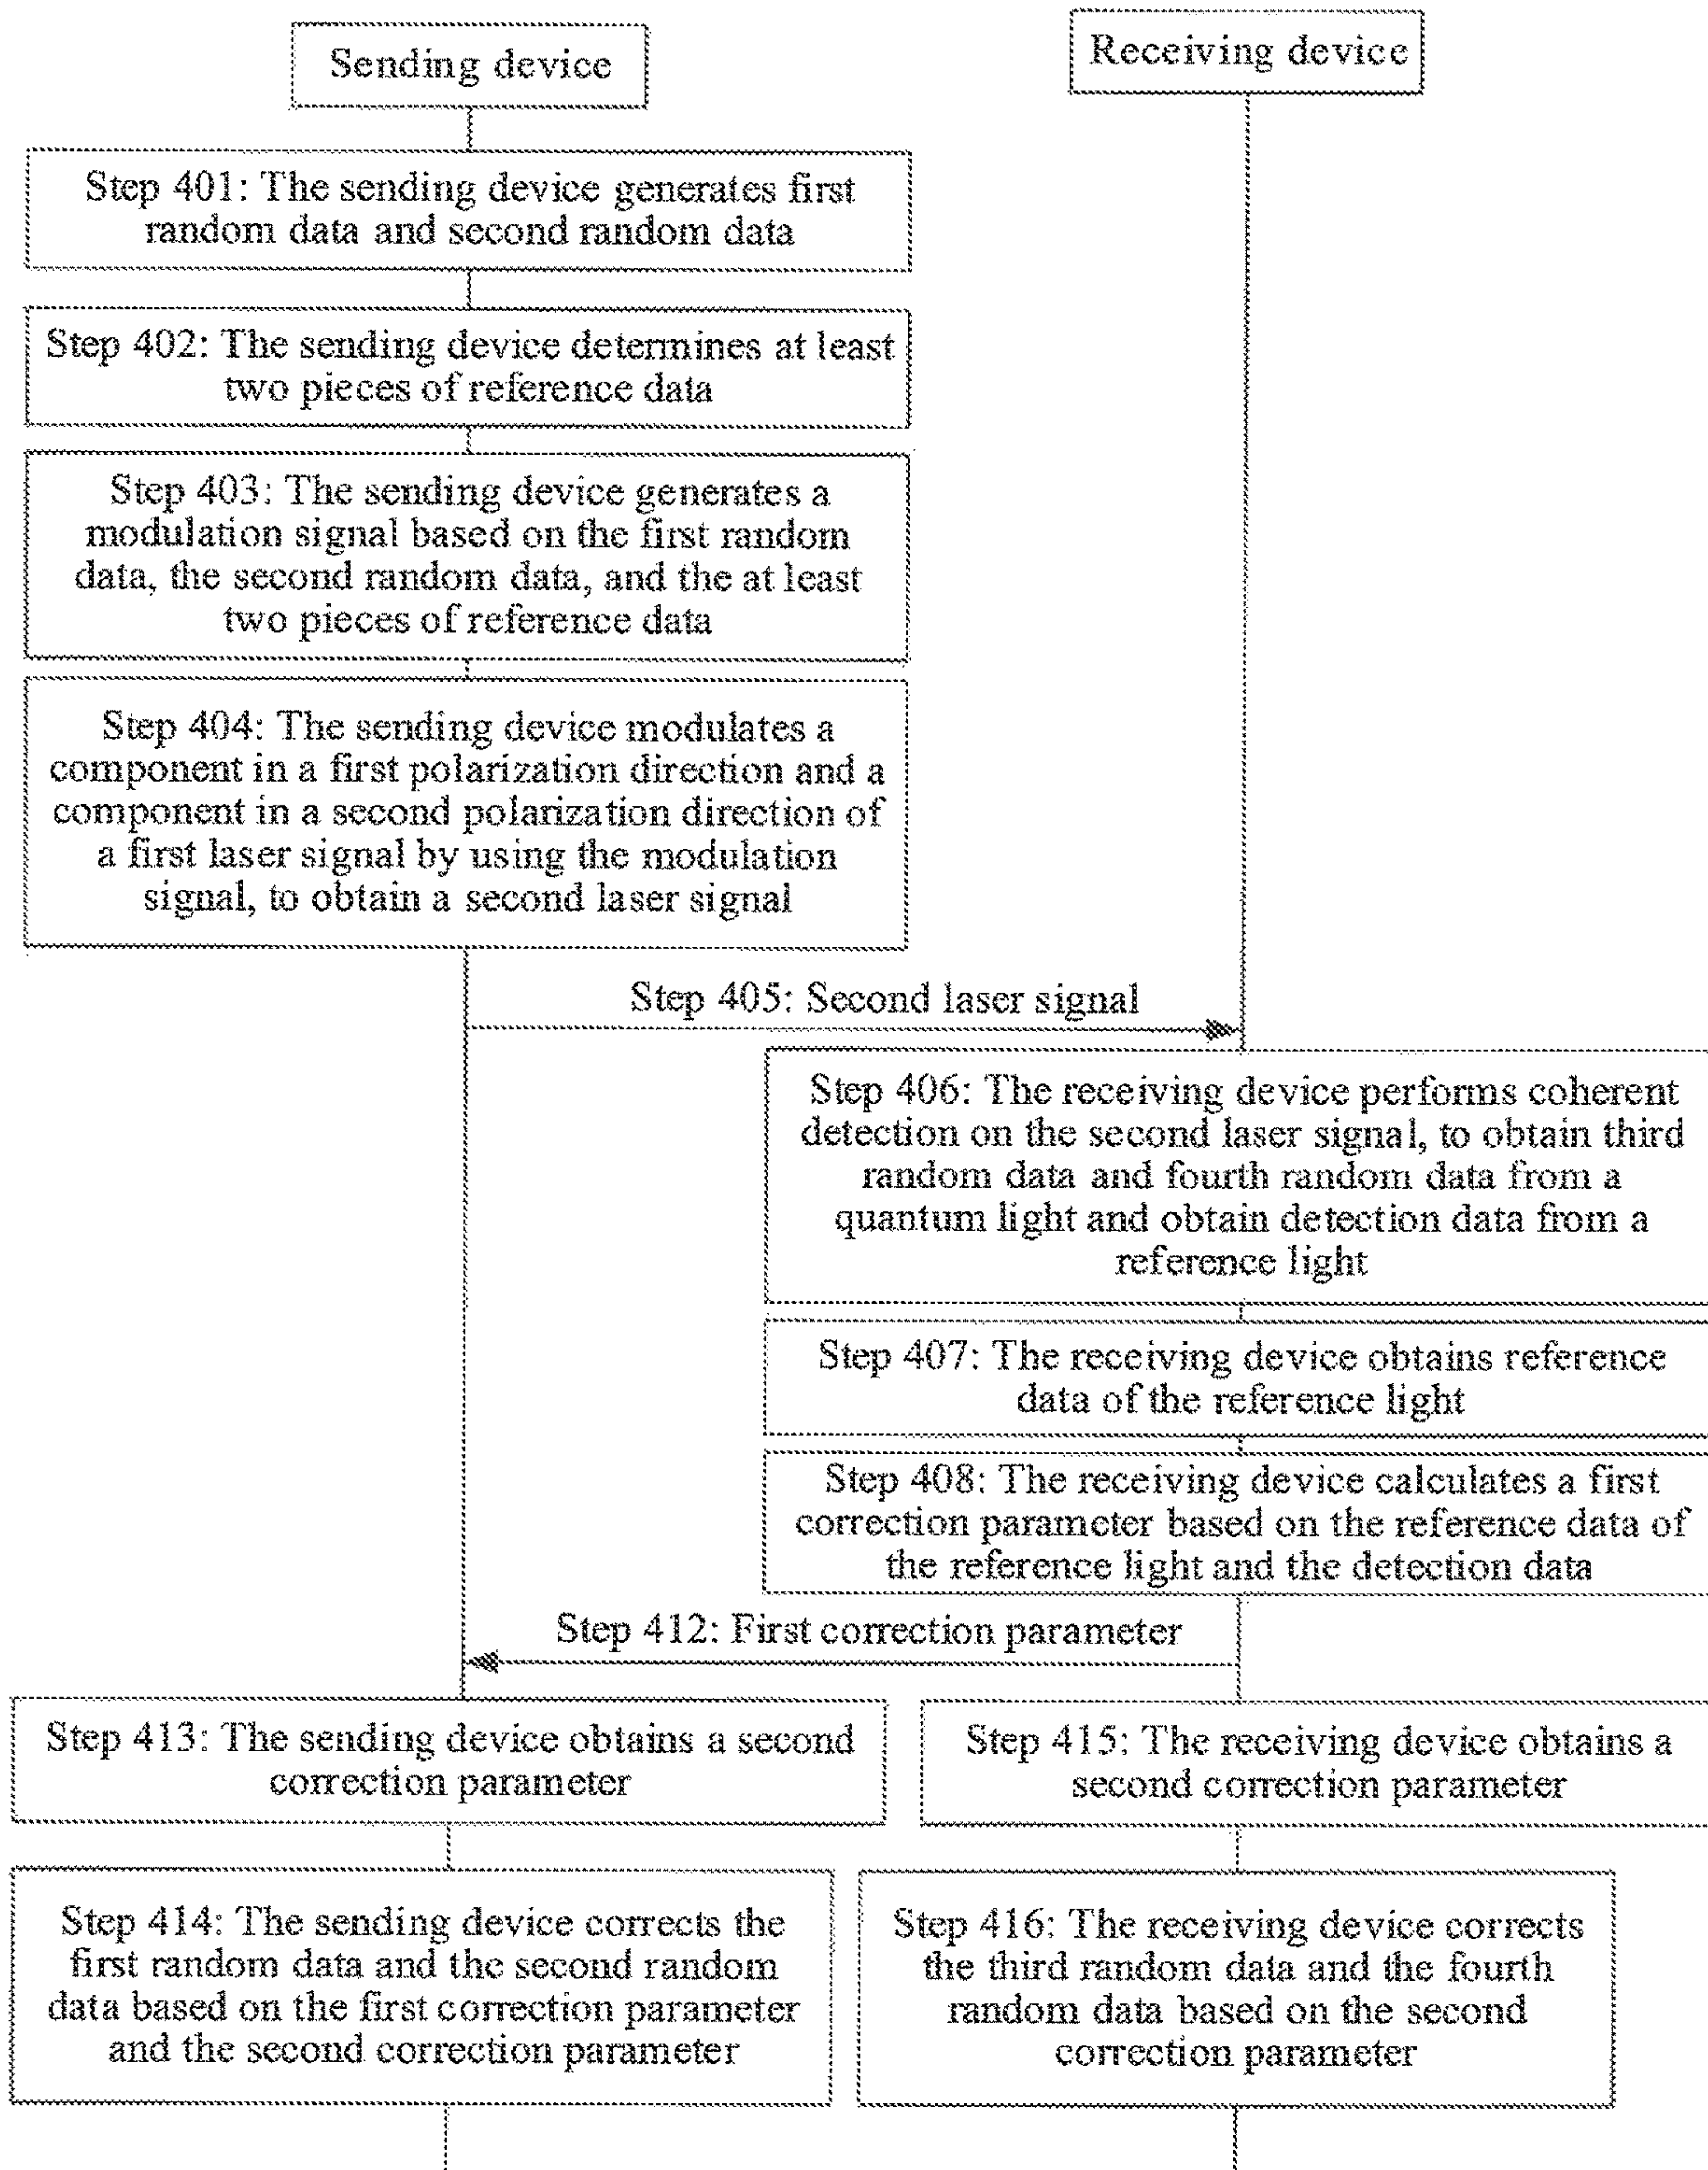 Sending device
Receiving device
Step 401: The sending device generates first
random data and second random data
Step 402: The sending device determines at least
two pieces of reference data
Step 403: The sending device generates a
modulation signal based on the first random
data, the second random data, and the at least
two pieces of reference data
Step 404: The sending device modulates a
component in a first polarization direction and a
component in a second polarization direction of
a first laser signal by using the modulation
signal, to obtain a second laser signal
Step 405: Second laser signal
Step 406: The receiving device performs coherent
detection on the second laser signal, to obtain third
random data and fourth random data from a
quantum light and obtain detection data from a
reference light
Step 407: The receiving device obtains reference
data of the reference light
Step 408: The receiving device calculates a first
correction parameter based on the reference data of
the reference light and the detection data
Step 412: First correction parameter
Step 413: The sending device obtains a second
correction parameter
Step 415: The receiving device obtains a
second correction parameter
Step 414: The sending device corrects the
first random data and the second random
data based on the first correction parameter
and the second correction parameter
Step 416: The receiving device corrects
the third random data and the fourth
random data based on the second
correction parameter